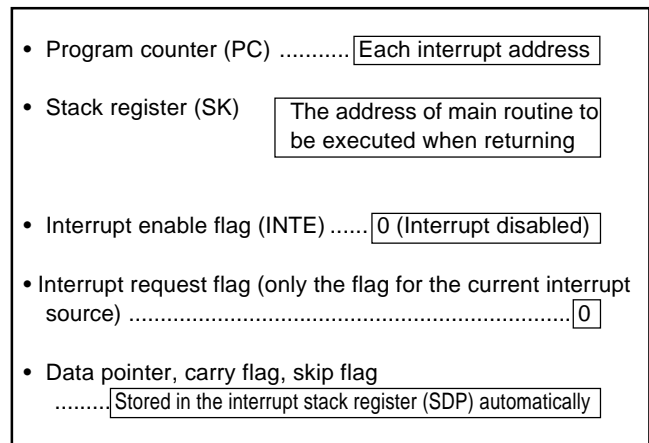 • Program counter (PC) ........... Each interrupt address
• Stack register (SK) The address of main routine to
be executed when returning
• Interrupt enable flag (INTE) ...... 0 (Interrupt disabled)
• Interrupt request flag (only the flag for the current interrupt
source) ...................................................................... 0
• Data pointer, carry flag, skip flag
......... Stored in the interrupt stack register (SDP) automatically